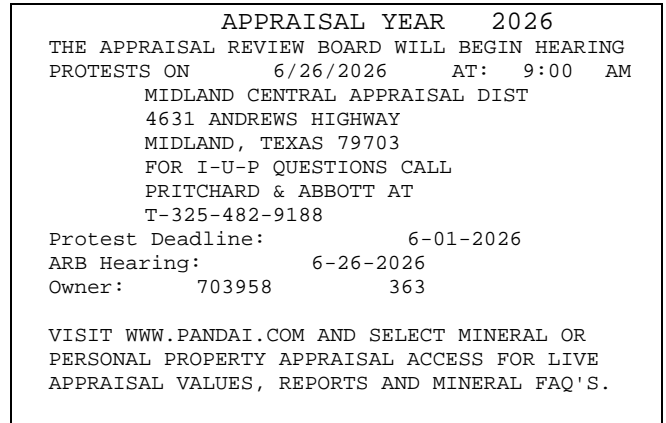 APPRAISAL YEAR 2026
THE APPRAISAL REVIEW BOARD WILL BEGIN HEARING
PROTESTS ON 6/26/2026 AT: 9:00 AM
MIDLAND CENTRAL APPRAISAL DIST
4631 ANDREWS HIGHWAY
MIDLAND, TEXAS 79703
FOR I-U-P QUESTIONS CALL
PRITCHARD & ABBOTT AT
T-325-482-9188
Protest Deadline: 6-01-2026
ARB Hearing: 6-26-2026
Owner: 703958 363
VISIT WWW.PANDAI.COM AND SELECT MINERAL OR
PERSONAL PROPERTY APPRAISAL ACCESS FOR LIVE
APPRAISAL VALUES, REPORTS AND MINERAL FAQ'S.